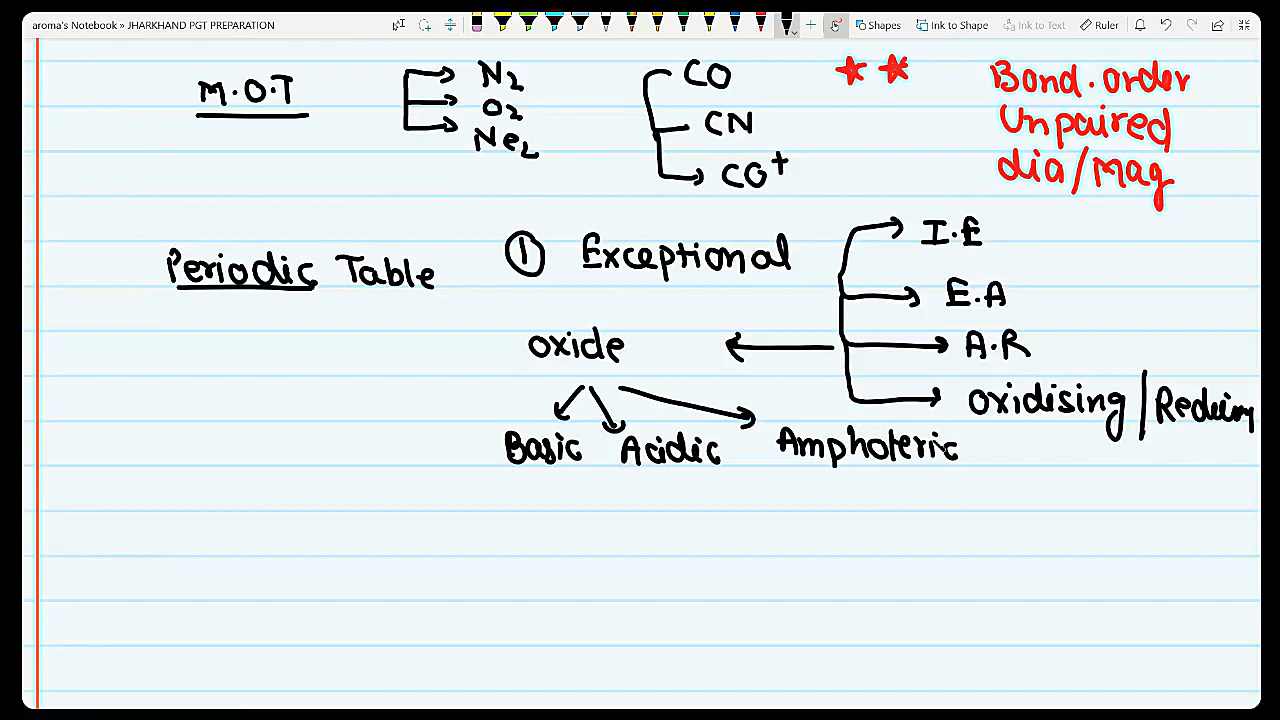 aroma's Notebook » JHARKHAND PGT PREPARATION
Shapes
Ink to Shape
Ink to Text
Ruler
M.O.T
N2
O2
Ne2
CO
CN
CO+
Bond.order
Unpaired
dia/Mag
Periodic Table
① Exceptional
I.E
E.A
A.R
oxidising/
oxide
Basic Acidic Amphoteric